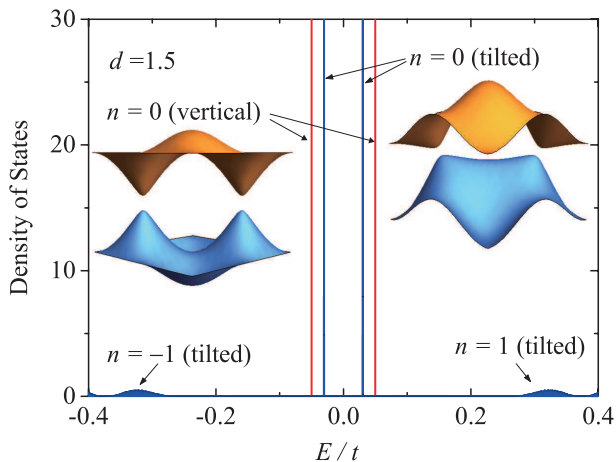 30
d = 1.5
n = 0 (tilted)
n = 0 (vertical)
20
Density of States
10
n = −1 (tilted)
n = 1 (tilted)
0
-0.4 -0.2 0.0 0.2 0.4
E / t